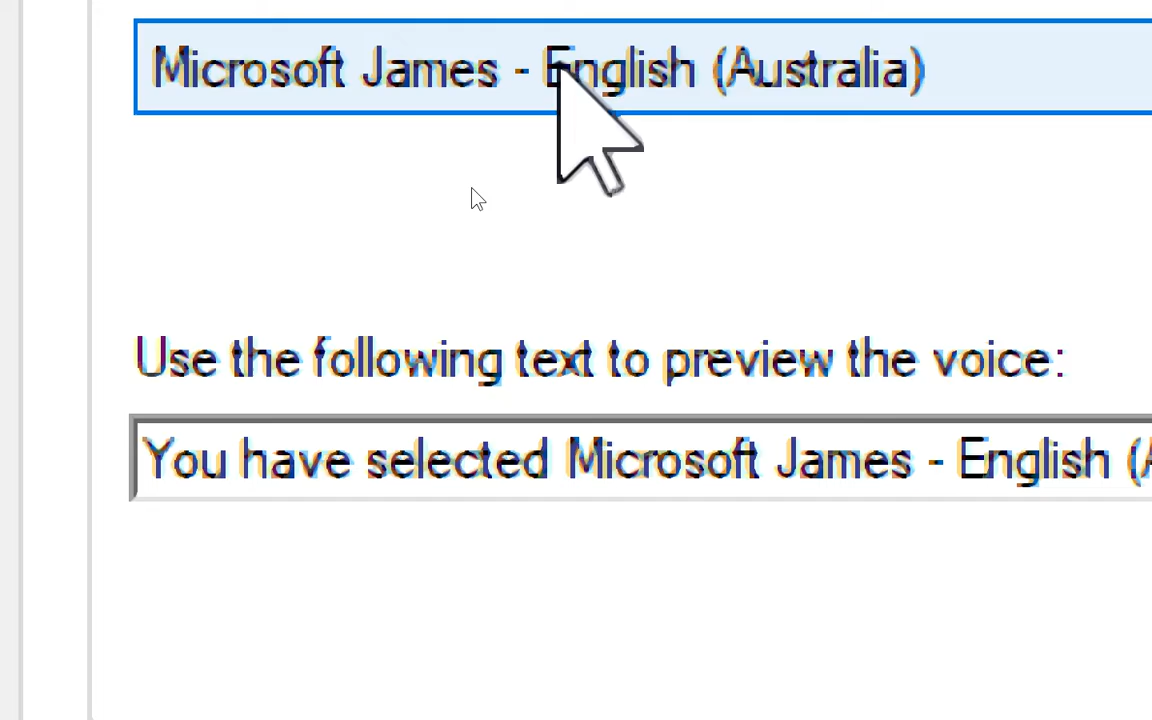 Microsoft James - English (Australia)
Use the following text to preview the voice:
You have selected Microsoft James - English (